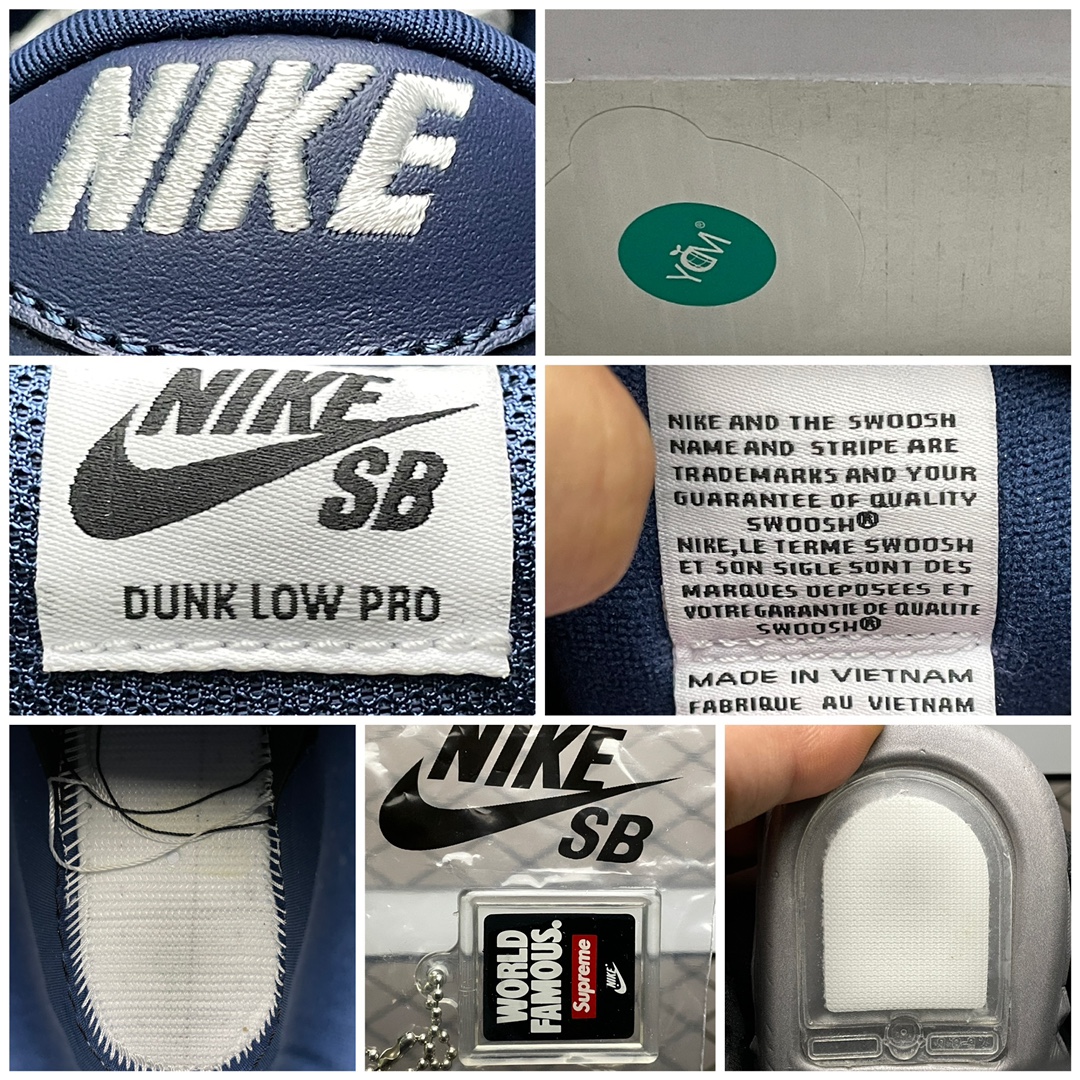 NIKE
YCM®
NIKE
SB
DUNK LOW PRO
NIKE AND THE SWOOSH
NAME AND STRIPE ARE
TRADEMARKS AND YOUR
GUARANTEE OF QUALITY
SWOOSH®
NIKE,LE TERME SWOOSH
ET SON SIGLE SONT DES
MARQUES DEPOSEES ET
VOTRE GARANTIE DE QUALITE
SWOOSH®
MADE IN VIETNAM
FABRIQUE AU VIETNAM
NIKE
SB
WORLD
FAMOUS.
Supreme
NIKE